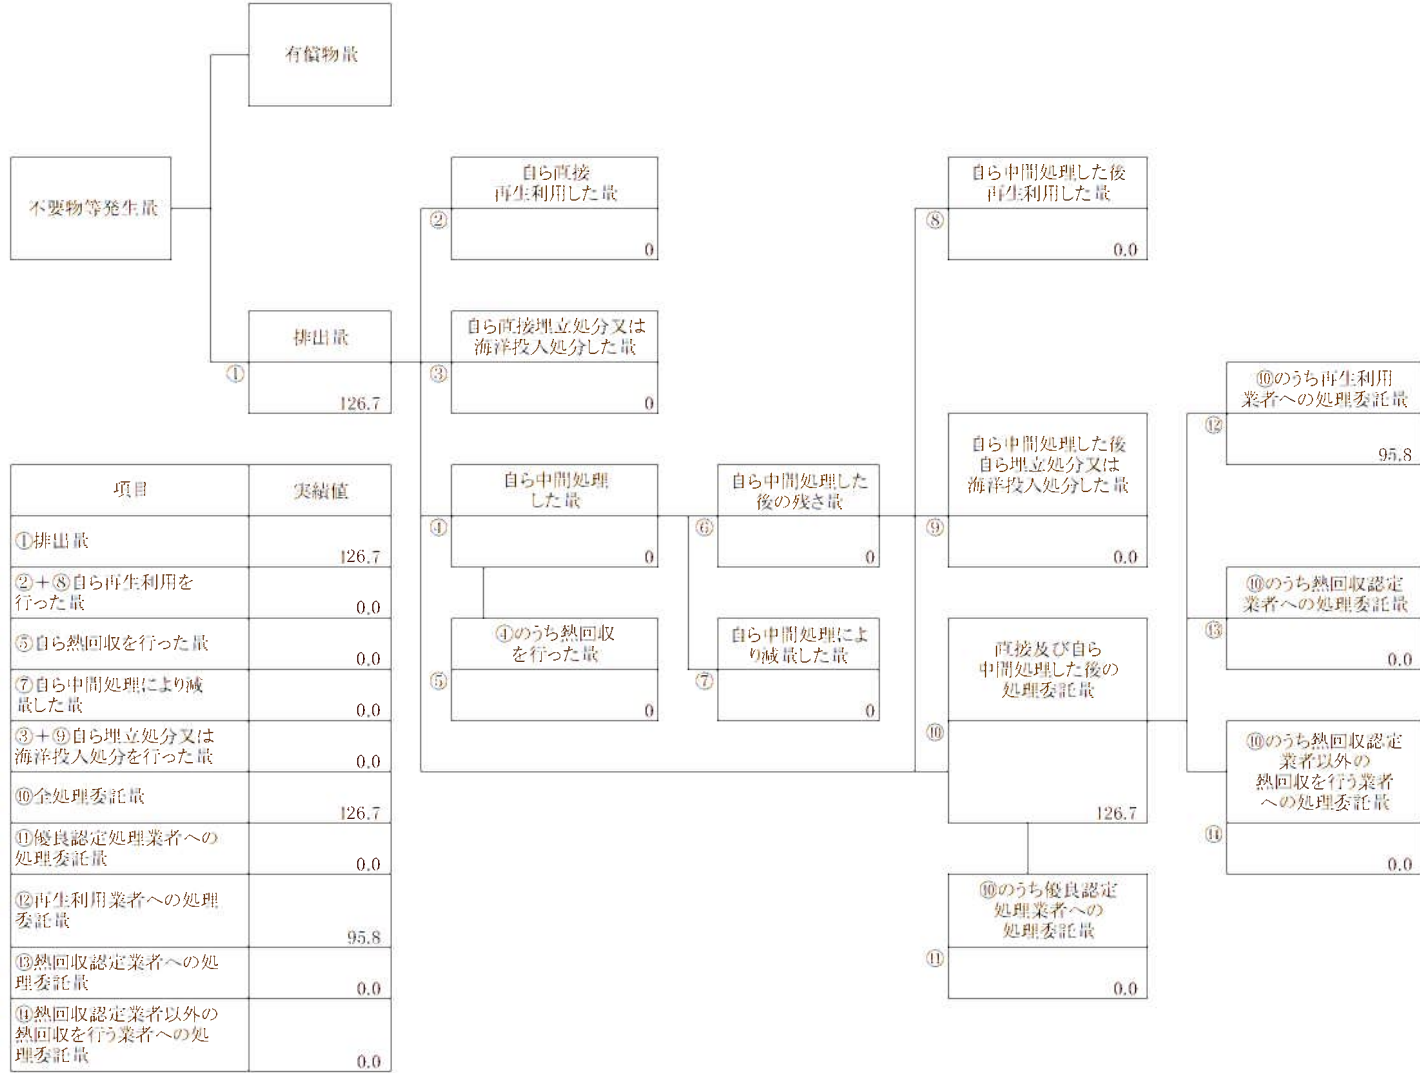 有償物量
不要物等発生量
排出量
①
126.7
自ら直接
再生利用した量
②
0
自ら直接埋立処分又は
海洋投入処分した量
③
0
自ら中間処理
した量
④
0
④のうち熱回収
を行った量
⑤
0
自ら中間処理した
後の残さ量
⑥
0
自ら中間処理によ
り減量した量
⑦
0
自ら中間処理した後
再生利用した量
⑧
0.0
自ら中間処理した後
自ら埋立処分又は
海洋投入処分した量
⑨
0.0
直接及び自ら
中間処理した後の
処理委託量
⑩
126.7
⑩のうち優良認定
処理業者への
処理委託量
⑪
0.0
⑩のうち再生利用
業者への処理委託量
⑫
95.8
⑩のうち熱回収認定
業者への処理委託量
⑬
0.0
⑩のうち熱回収認定
業者以外の
熱回収を行う業者
への処理委託量
⑭
0.0
項目 実績値
①排出量
126.7
②+⑧自ら再生利用を
行った量
0.0
⑤自ら熱回収を行った量
0.0
⑦自ら中間処理により減
量した量
0.0
③+⑨自ら埋立処分又は
海洋投入処分を行った量
0.0
⑩全処理委託量
126.7
⑪優良認定処理業者への
処理委託量
0.0
⑫再生利用業者への処理
委託量
95.8
⑬熱回収認定業者への処
理委託量
0.0
⑭熱回収認定業者以外の
熱回収を行う業者への処
理委託量
0.0